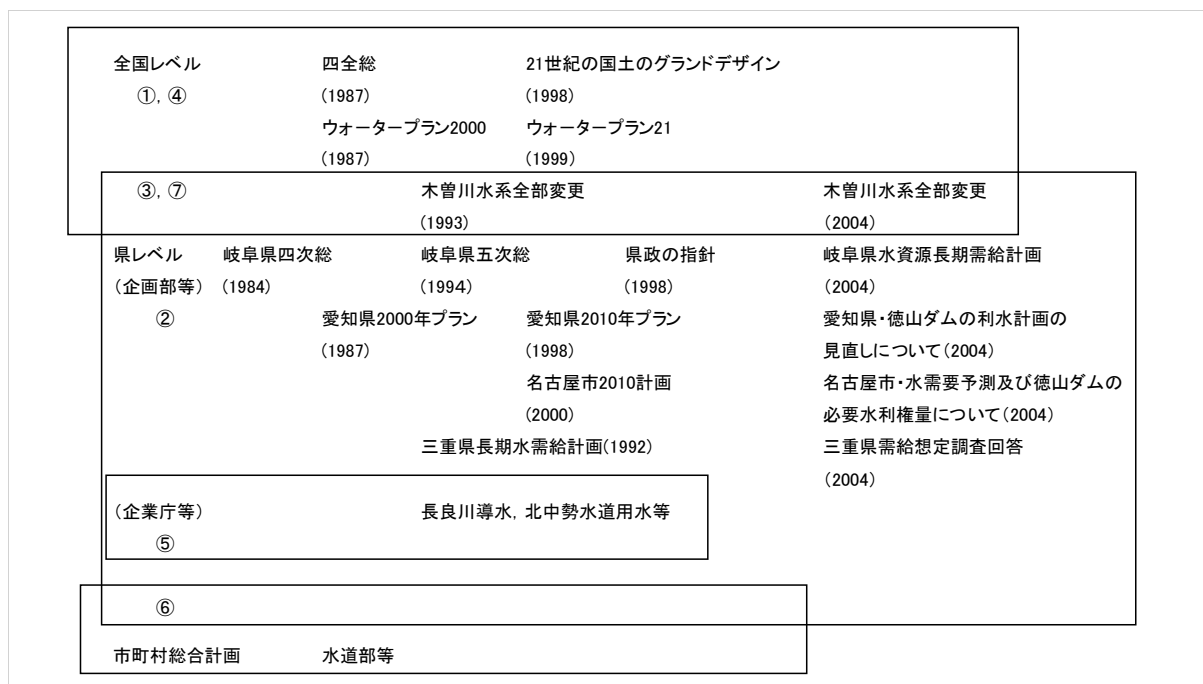 全国レベル 四全総 21世紀の国土のグランドデザイン
①, ④ (1987) (1998)
ウォータープラン2000 ウォータープラン21
(1987) (1999)
③, ⑦ 木曽川水系全部変更 木曽川水系全部変更
(1993) (2004)
県レベル 岐阜県四次総 岐阜県五次総 県政の指針 岐阜県水資源長期需給計画
(企画部等) (1984) (1994) (1998) (2004)
② 愛知県2000年プラン 愛知県2010年プラン 愛知県・徳山ダムの利水計画の
(1987) (1998) 見直しについて(2004)
名古屋市2010計画 名古屋市・水需要予測及び徳山ダムの
(2000) 必要水利権量について(2004)
三重県長期水需給計画(1992) 三重県需給想定調査回答
(2004)
(企業庁等) 長良川導水, 北中勢水道用水等
⑤
⑥
市町村総合計画 水道部等